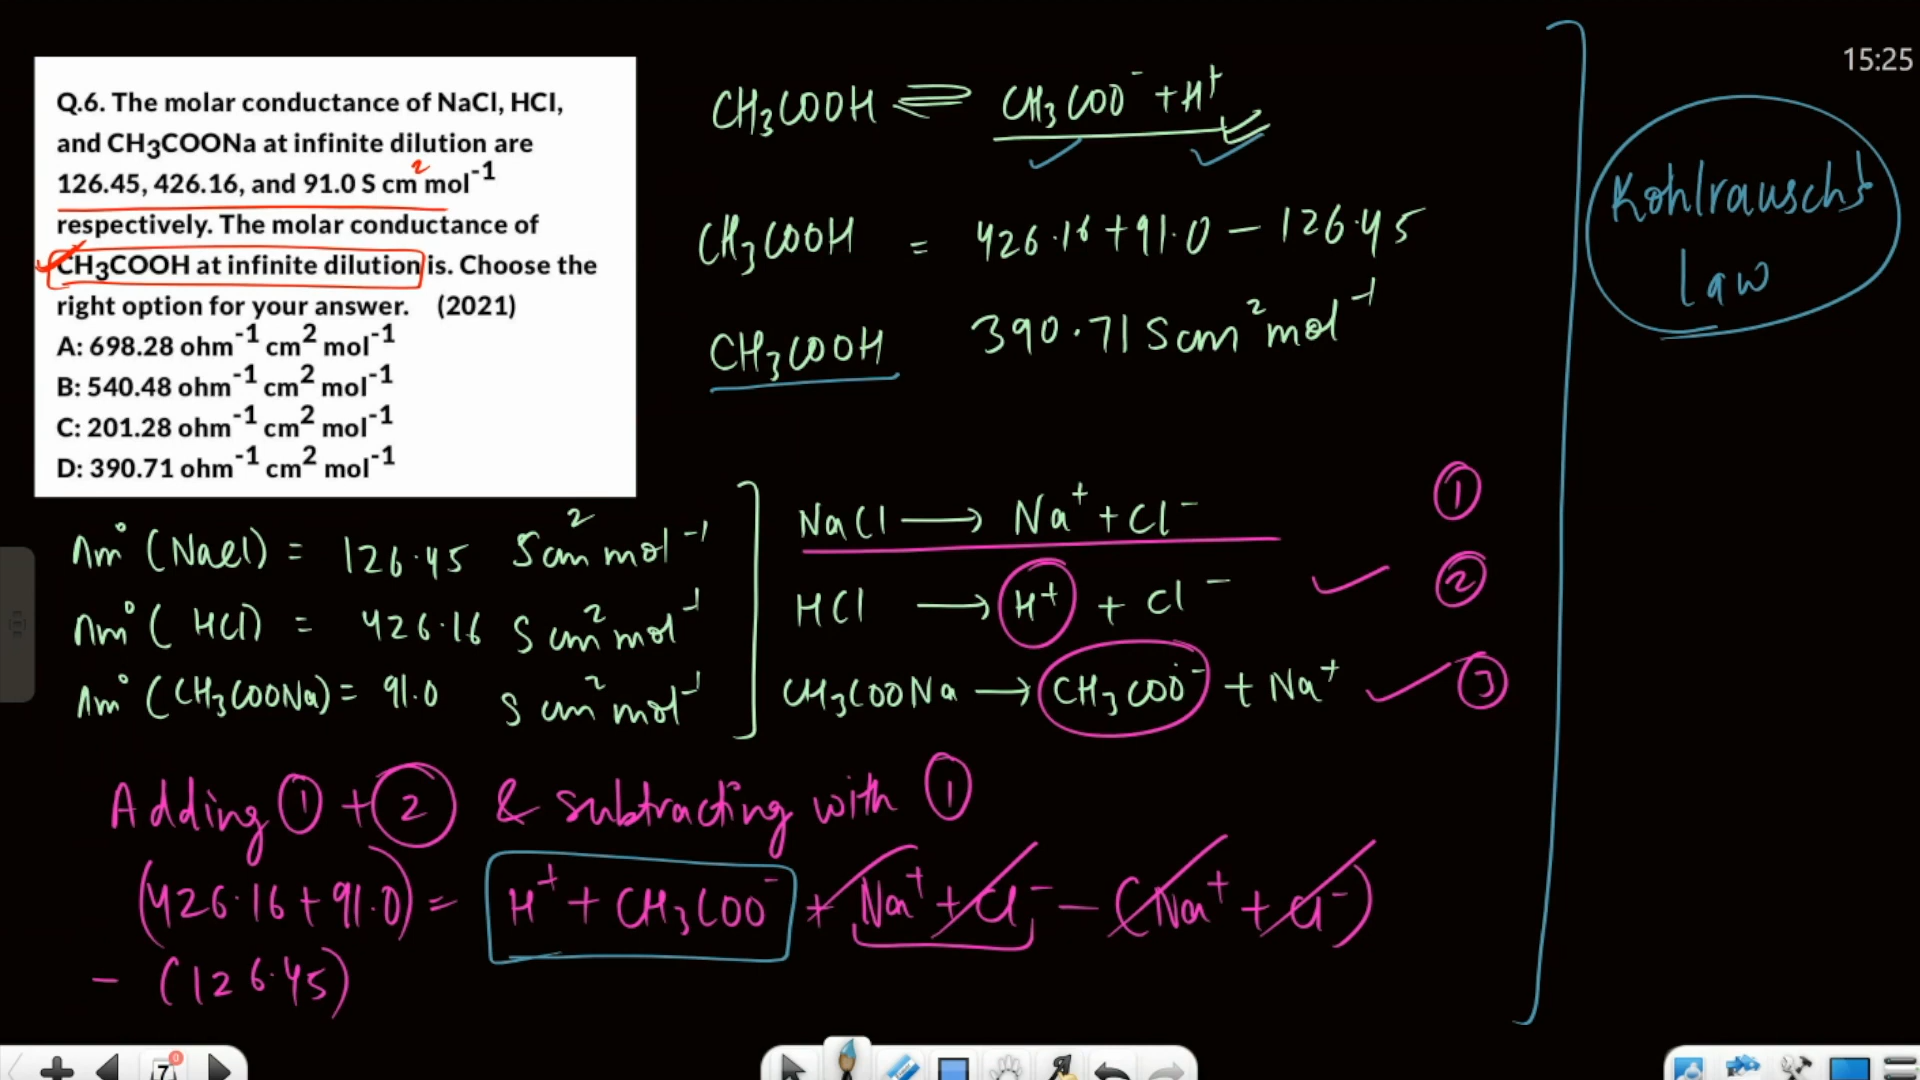 Q.6. The molar conductance of NaCl, HCl,
and CH3COONa at infinite dilution are
126.45, 426.16, and 91.0 S cm² mol⁻¹
respectively. The molar conductance of
CH3COOH at infinite dilution is. Choose the
right option for your answer. (2021)
A: 698.28 ohm⁻¹ cm² mol⁻¹
B: 540.48 ohm⁻¹ cm² mol⁻¹
C: 201.28 ohm⁻¹ cm² mol⁻¹
D: 390.71 ohm⁻¹ cm² mol⁻¹
CH₃COOH ⇌ CH₃COO⁻ + H⁺
CH₃COOH = 426.16 + 91.0 − 126.45
CH₃COOH 390.71 S cm² mol⁻¹
15:25
Kohlrausch's
law
Λm° (NaCl) = 126.45 S cm² mol⁻¹
Λm° (HCl) = 426.16 S cm² mol⁻¹
Λm° (CH₃COONa) = 91.0 S cm² mol⁻¹
NaCl → Na⁺ + Cl⁻ ①
HCl → H⁺ + Cl⁻ ②
CH₃COONa → CH₃COO⁻ + Na⁺ ③
Adding ① + ② & subtracting with ①
(426.16 + 91.0) = H⁺ + CH₃COO⁻ + Na⁺ + Cl⁻ − (Na⁺ + Cl⁻)
− (126.45)
7
0